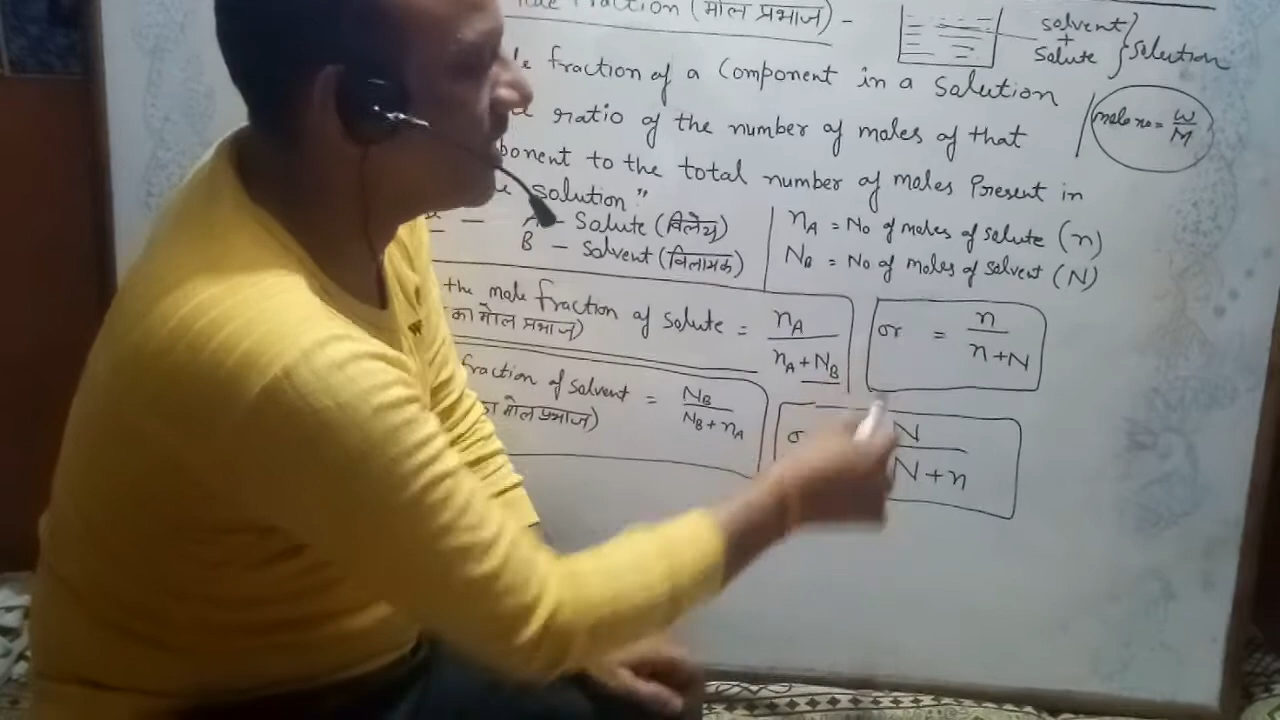 Fraction (मोल प्रभाज) -
solvent
+
Solute
Solution
fraction of a Component in a Solution
ratio of the number of moles of that
mole no = W/M
to the total number of moles Present in
solution"
A - Solute (विलेय)
B - Solvent (विलायक)
nA = No of moles of solute (n)
NB = No of moles of solvent (N)
the mole fraction of solute = nA / nA + NB
का मोल प्रभाज)
or = n / n + N
fraction of solvent = NB / NB + nA
का मोल प्रभाज)
N / N + n